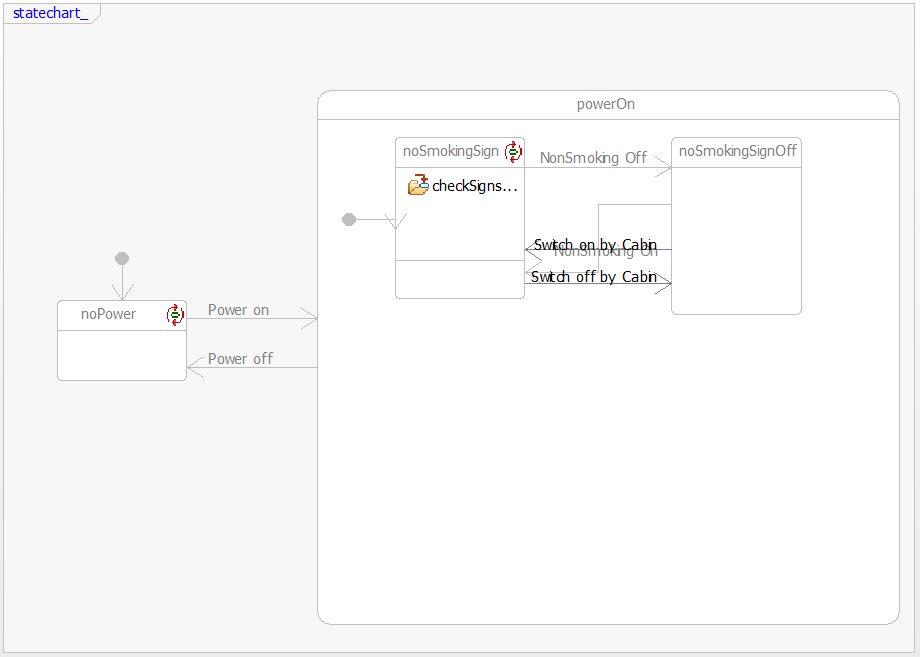 statechart_
powerOn
noSmokingSign
NonSmoking Off
noSmokingSignOff
checkSigns...
Switch on by Cabin
NonSmoking On
Switch off by Cabin
noPower
Power on
Power off